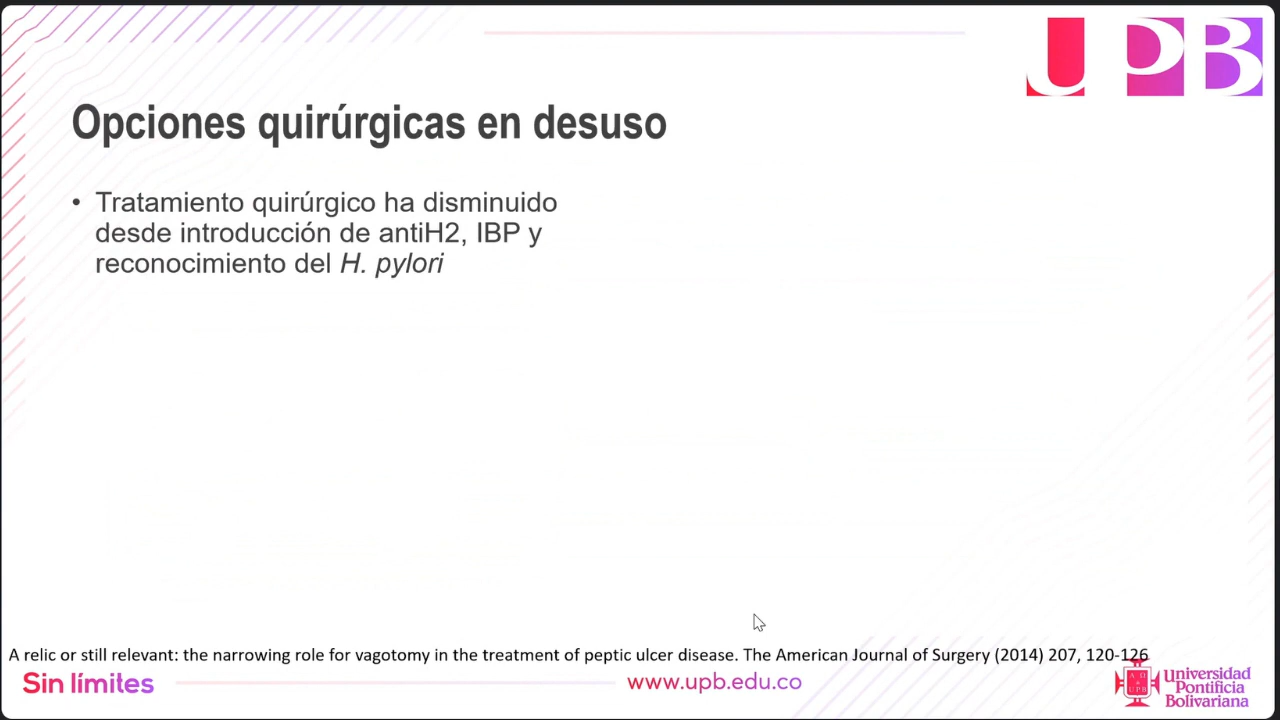 UPB
Opciones quirúrgicas en desuso
• Tratamiento quirúrgico ha disminuido
desde introducción de antiH2, IBP y
reconocimiento del H. pylori
A relic or still relevant: the narrowing role for vagotomy in the treatment of peptic ulcer disease. The American Journal of Surgery (2014) 207, 120-126
Sin límites
www.upb.edu.co
Universidad
Pontificia
Bolivariana